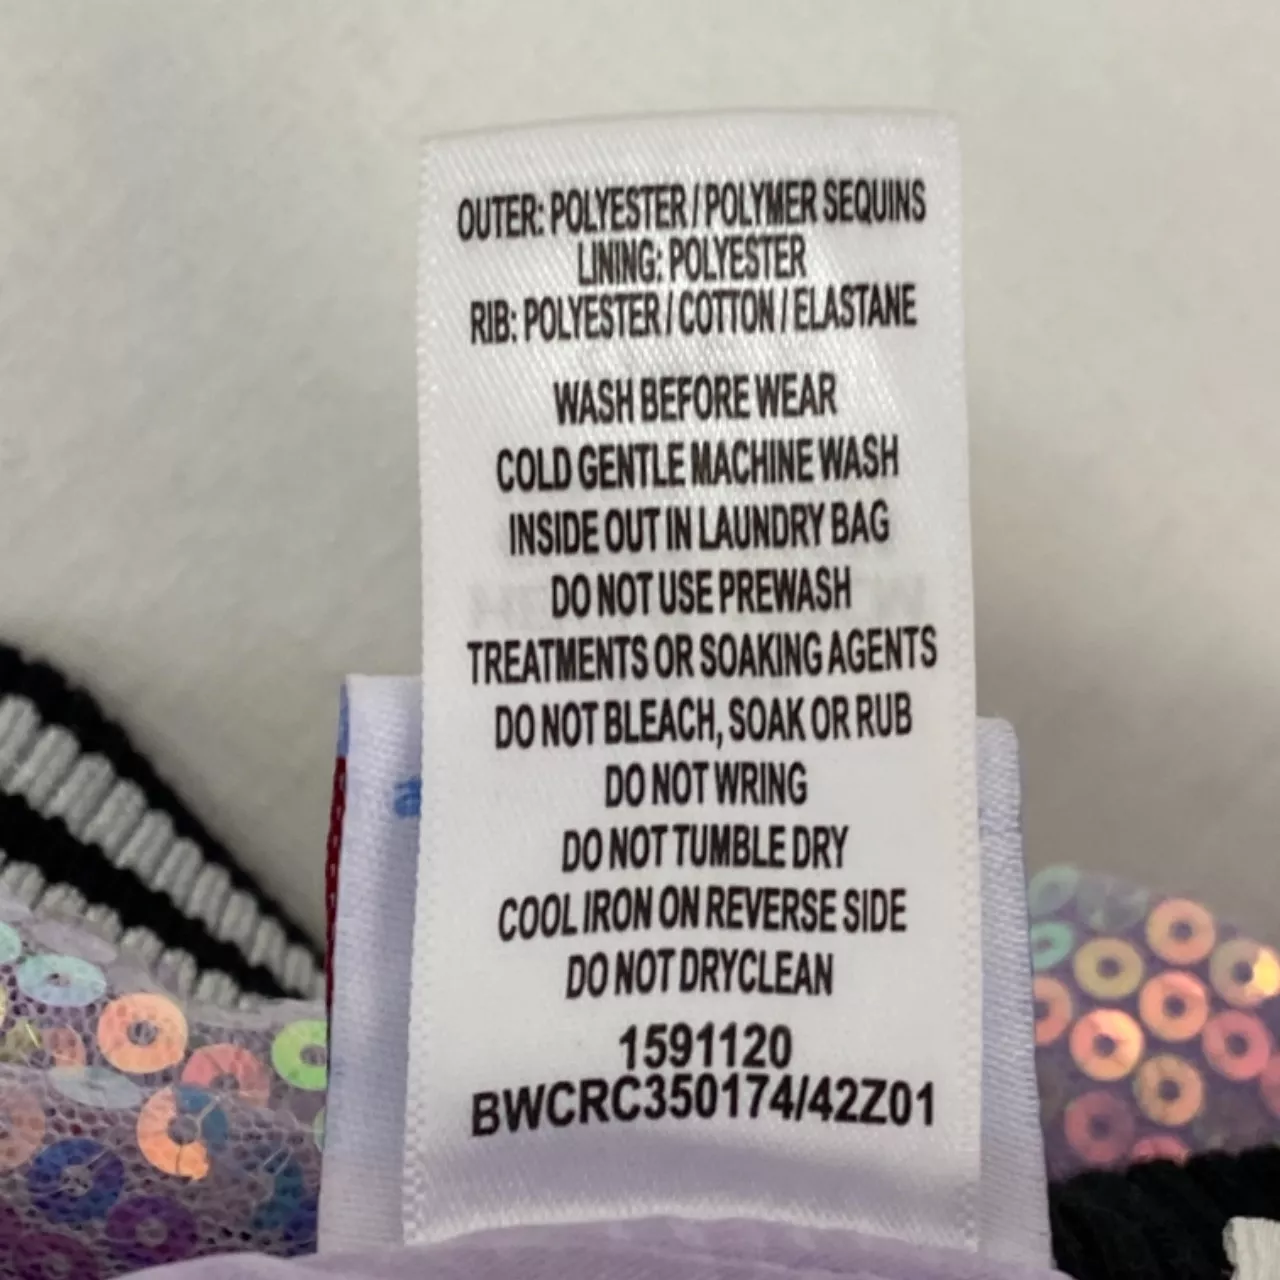 OUTER: POLYESTER / POLYMER SEQUINS
LINING: POLYESTER
RIB: POLYESTER / COTTON / ELASTANE
WASH BEFORE WEAR
COLD GENTLE MACHINE WASH
INSIDE OUT IN LAUNDRY BAG
DO NOT USE PREWASH
TREATMENTS OR SOAKING AGENTS
DO NOT BLEACH, SOAK OR RUB
DO NOT WRING
DO NOT TUMBLE DRY
COOL IRON ON REVERSE SIDE
DO NOT DRYCLEAN
1591120
BWCRC350174/42Z01